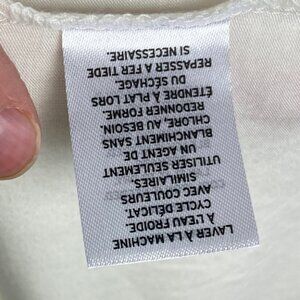 LAVER À LA MACHINE
À L'EAU FROIDE.
CYCLE DÉLICAT.
AVEC COULEURS
SIMILAIRES.
UTILISER SEULEMENT
UN AGENT DE
BLANCHIMENT SANS
CHLORE, AU BESOIN.
REDONNER FORME.
ÉTENDRE À PLAT LORS
DU SÉCHAGE.
REPASSER À FER TIÈDE
SI NÉCESSAIRE.